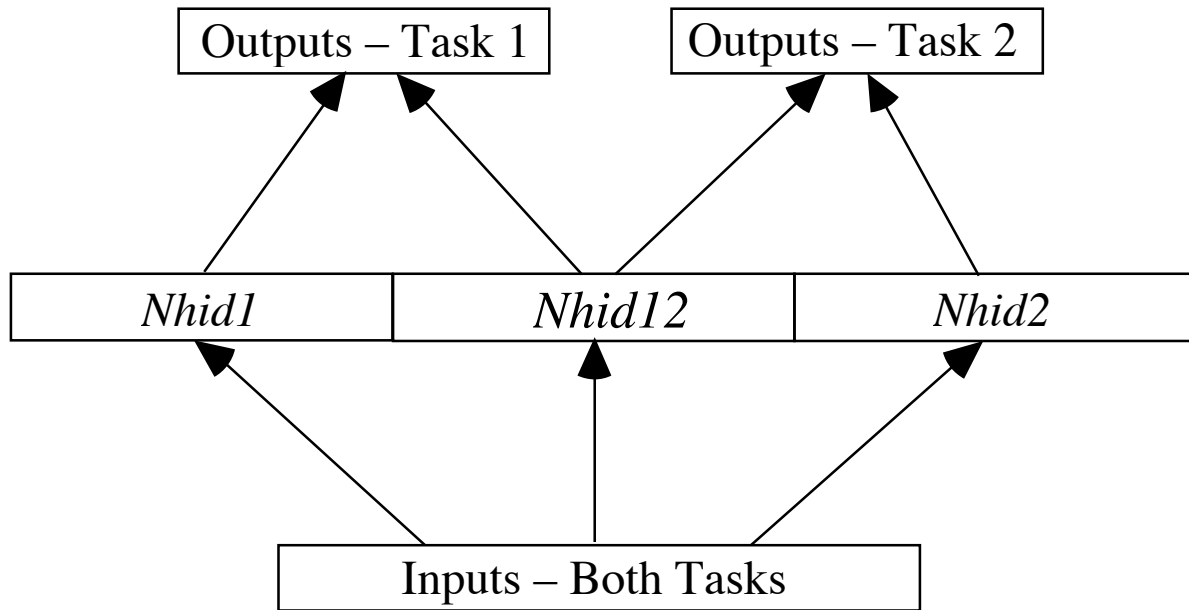 Outputs – Task 1
Outputs – Task 2
Nhid1
Nhid12
Nhid2
Inputs – Both Tasks